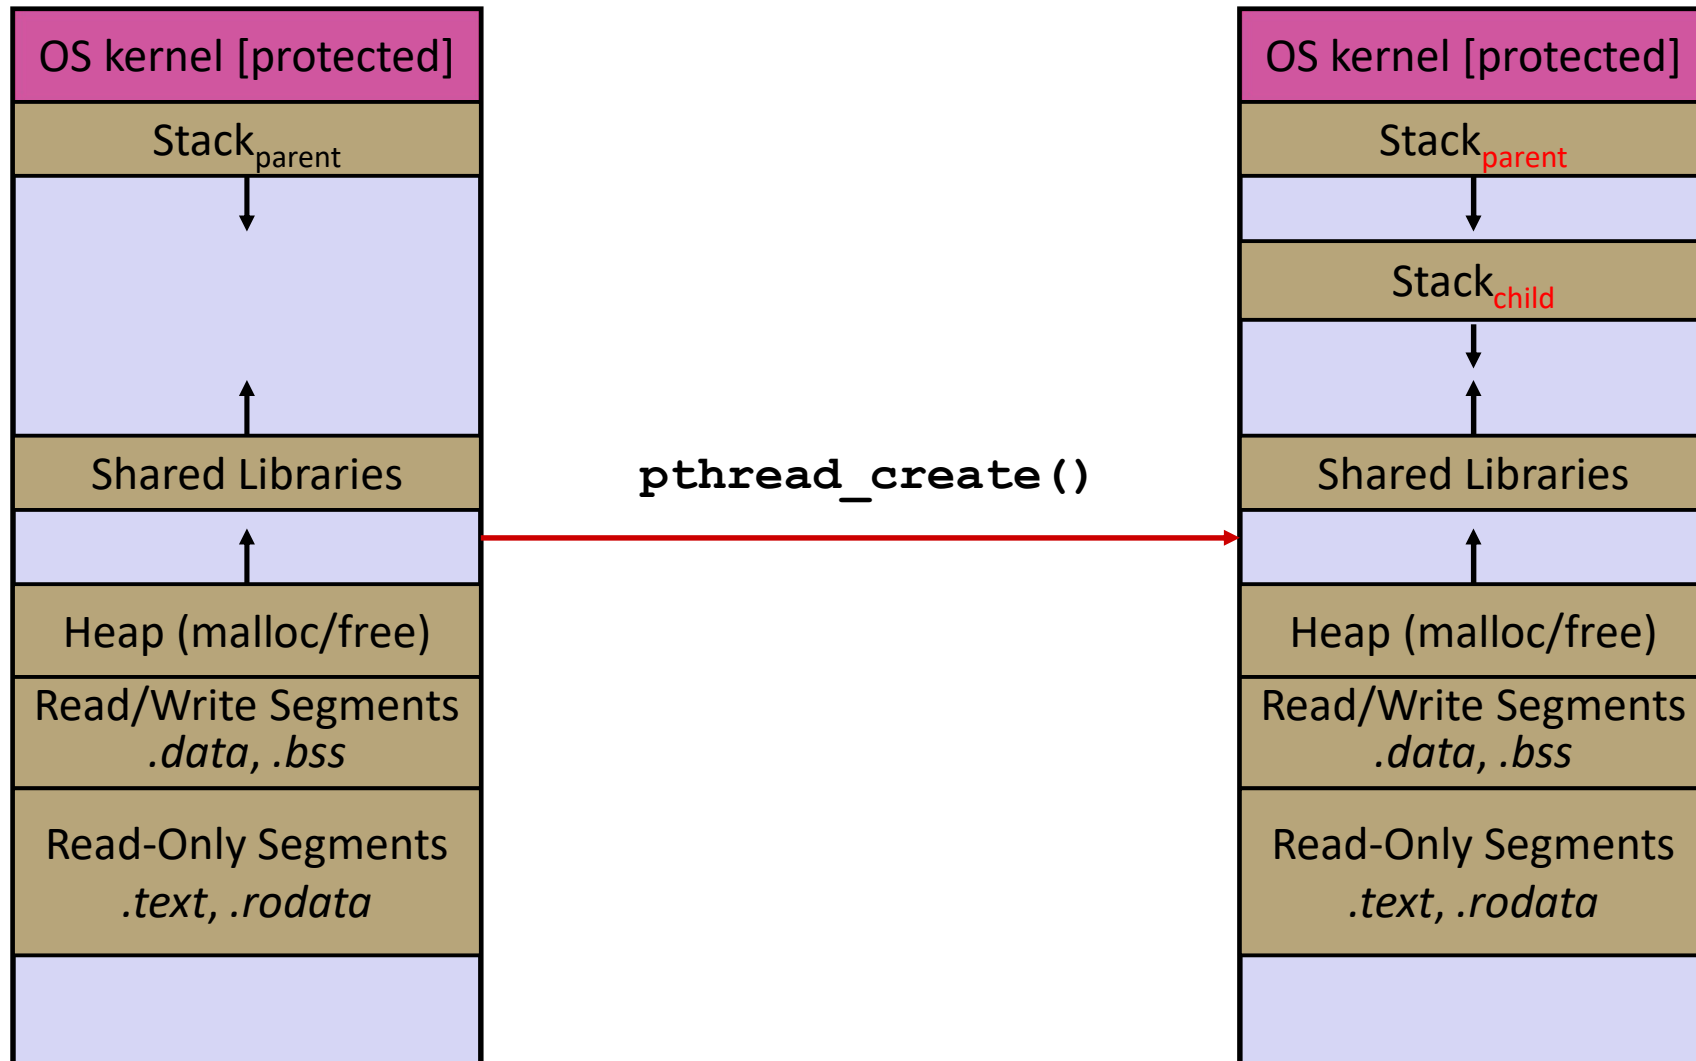 OS kernel [protected]
Stackparent
Shared Libraries
Heap (malloc/free)
Read/Write Segments
.data, .bss
Read-Only Segments
.text, .rodata
pthread_create()
OS kernel [protected]
Stackparent
Stackchild
Shared Libraries
Heap (malloc/free)
Read/Write Segments
.data, .bss
Read-Only Segments
.text, .rodata